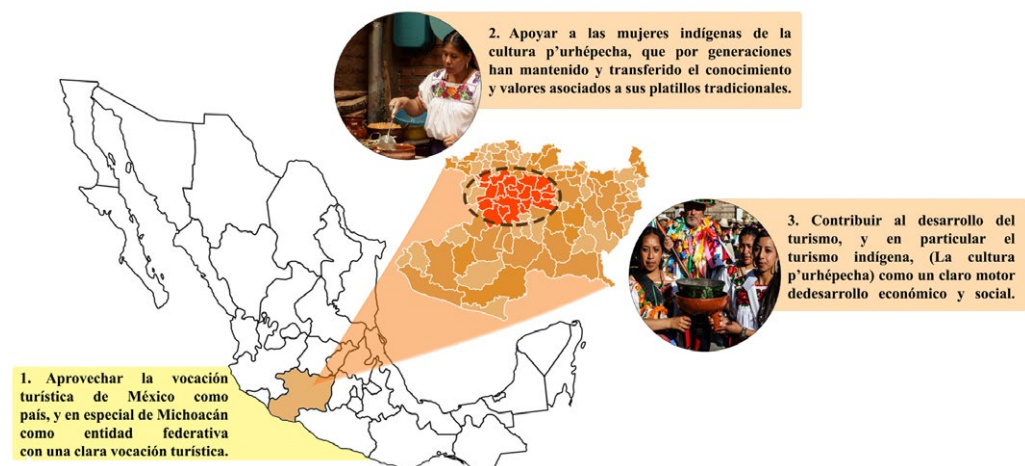 1. Aprovechar la vocación
turística de México como
país, y en especial de Michoacán
como entidad federativa
con una clara vocación turística.
2. Apoyar a las mujeres indígenas de la
cultura p’urhépecha, que por generaciones
han mantenido y transferido el conocimiento
y valores asociados a sus platillos tradicionales.
3. Contribuir al desarrollo del
turismo, y en particular el
turismo indígena, (La cultura
p’urhépecha) como un claro motor
dedesarrollo económico y social.